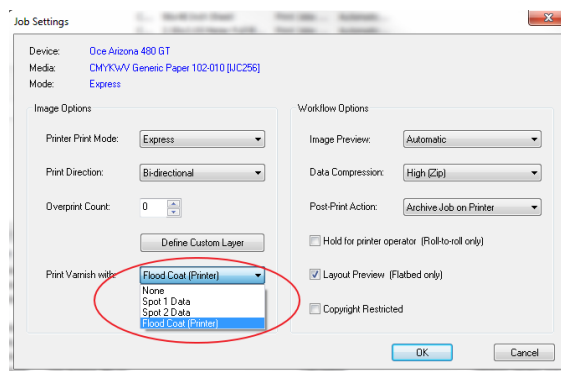 Job Settings
Device: Oce Arizona 480 GT
Media: CMYKWV Generic Paper 102-010 [IJC256]
Mode: Express
Image Options
Printer Print Mode: Express
Print Direction: Bi-directional
Overprint Count: 0
Define Custom Layer
Print Varnish with: Flood Coat (Printer)
None
Spot 1 Data
Spot 2 Data
Flood Coat (Printer)
Workflow Options
Image Preview: Automatic
Data Compression: High (Zip)
Post-Print Action: Archive Job on Printer
Hold for printer operator (Roll-to-roll only)
Layout Preview (Flatbed only)
Copyright Restricted
OK Cancel